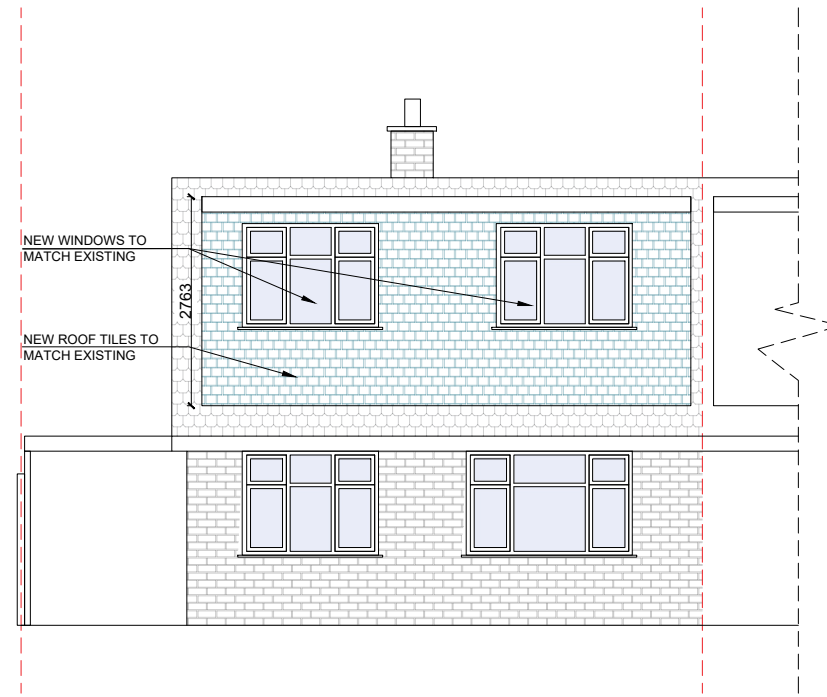 NEW WINDOWS TO
MATCH EXISTING
2763
NEW ROOF TILES TO
MATCH EXISTING